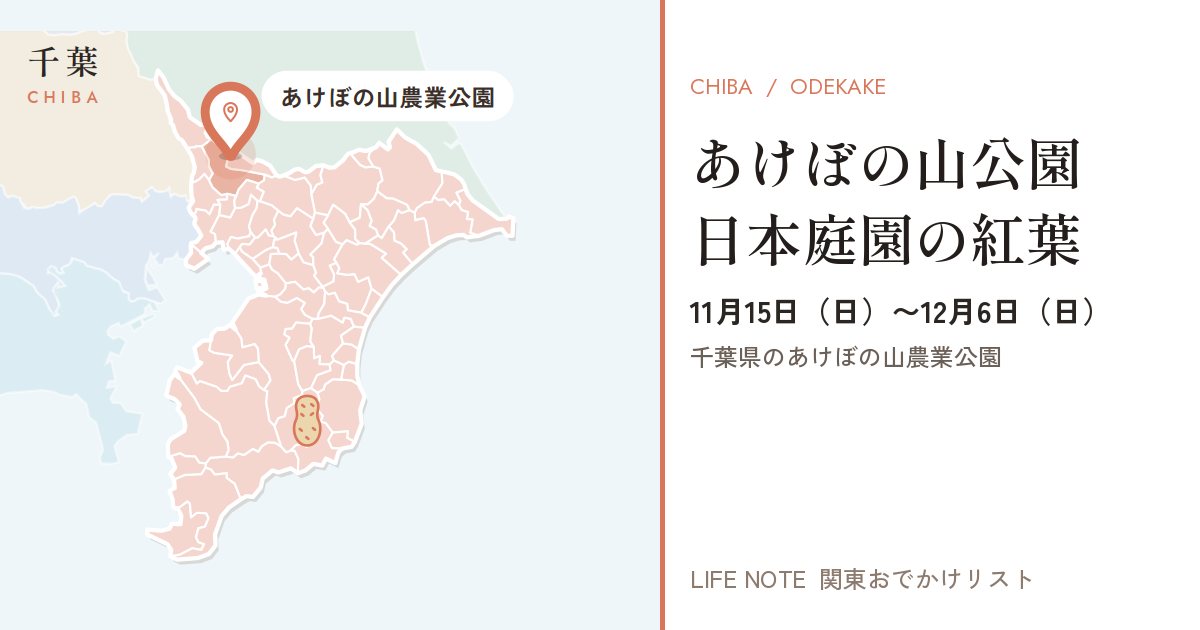 千葉
CHIBA
あけぼの山農業公園
CHIBA / ODEKAKE
あけぼの山公園
日本庭園の紅葉
11月15日（日）〜12月6日（日）
千葉県のあけぼの山農業公園
LIFE NOTE 関東おでかけリスト